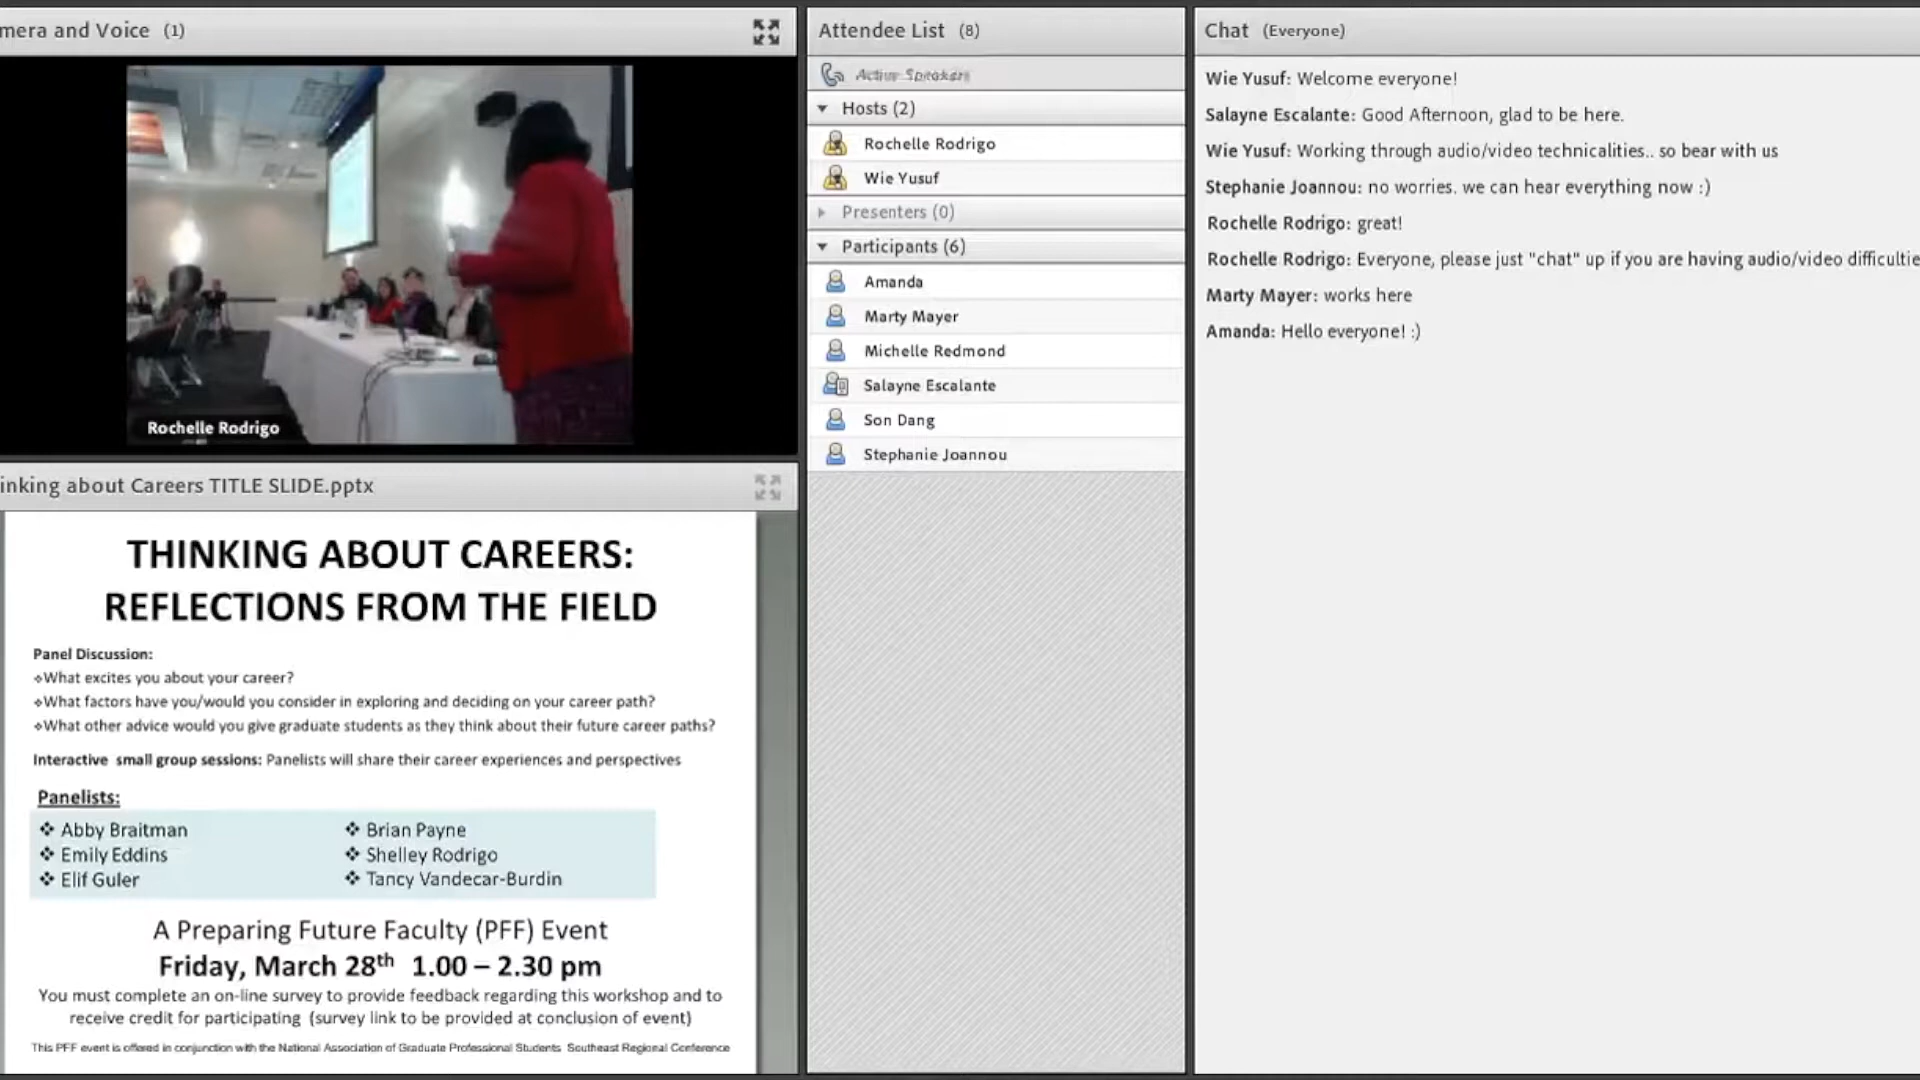 mera and Voice (1)
Rochelle Rodrigo
inking about Careers TITLE SLIDE.pptx
THINKING ABOUT CAREERS:
REFLECTIONS FROM THE FIELD
Panel Discussion:
❖What excites you about your career?
❖What factors have you/would you consider in exploring and deciding on your career path?
❖What other advice would you give graduate students as they think about their future career paths?
Interactive small group sessions: Panelists will share their career experiences and perspectives
Panelists:
❖ Abby Braitman
❖ Emily Eddins
❖ Elif Guler
❖ Brian Payne
❖ Shelley Rodrigo
❖ Tancy Vandecar-Burdin
A Preparing Future Faculty (PFF) Event
Friday, March 28th 1.00 – 2.30 pm
You must complete an on-line survey to provide feedback regarding this workshop and to
receive credit for participating (survey link to be provided at conclusion of event)
This PFF event is offered in conjunction with the National Association of Graduate Professional Students Southeast Regional Conference
Attendee List (8)
Active Speakers
Hosts (2)
Rochelle Rodrigo
Wie Yusuf
Presenters (0)
Participants (6)
Amanda
Marty Mayer
Michelle Redmond
Salayne Escalante
Son Dang
Stephanie Joannou
Chat (Everyone)
Wie Yusuf: Welcome everyone!
Salayne Escalante: Good Afternoon, glad to be here.
Wie Yusuf: Working through audio/video technicalities.. so bear with us
Stephanie Joannou: no worries. we can hear everything now :)
Rochelle Rodrigo: great!
Rochelle Rodrigo: Everyone, please just "chat" up if you are having audio/video difficultie
Marty Mayer: works here
Amanda: Hello everyone! :)